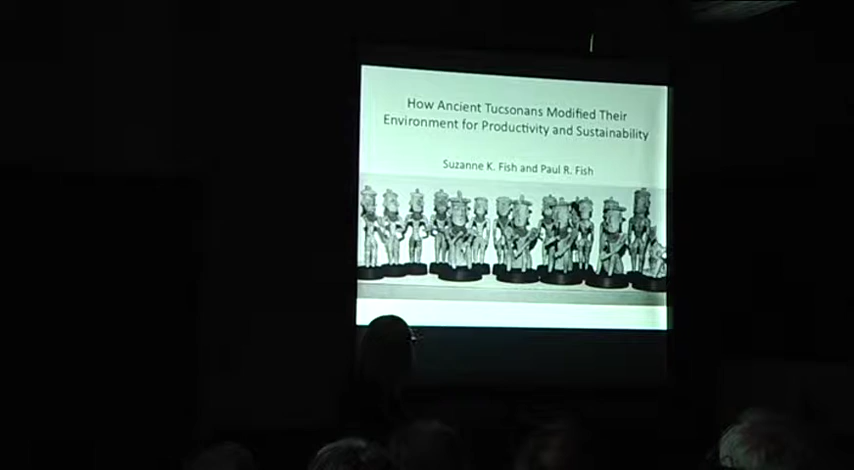 How Ancient Tucsonans Modified Their
Environment for Productivity and Sustainability
Suzanne K. Fish and Paul R. Fish